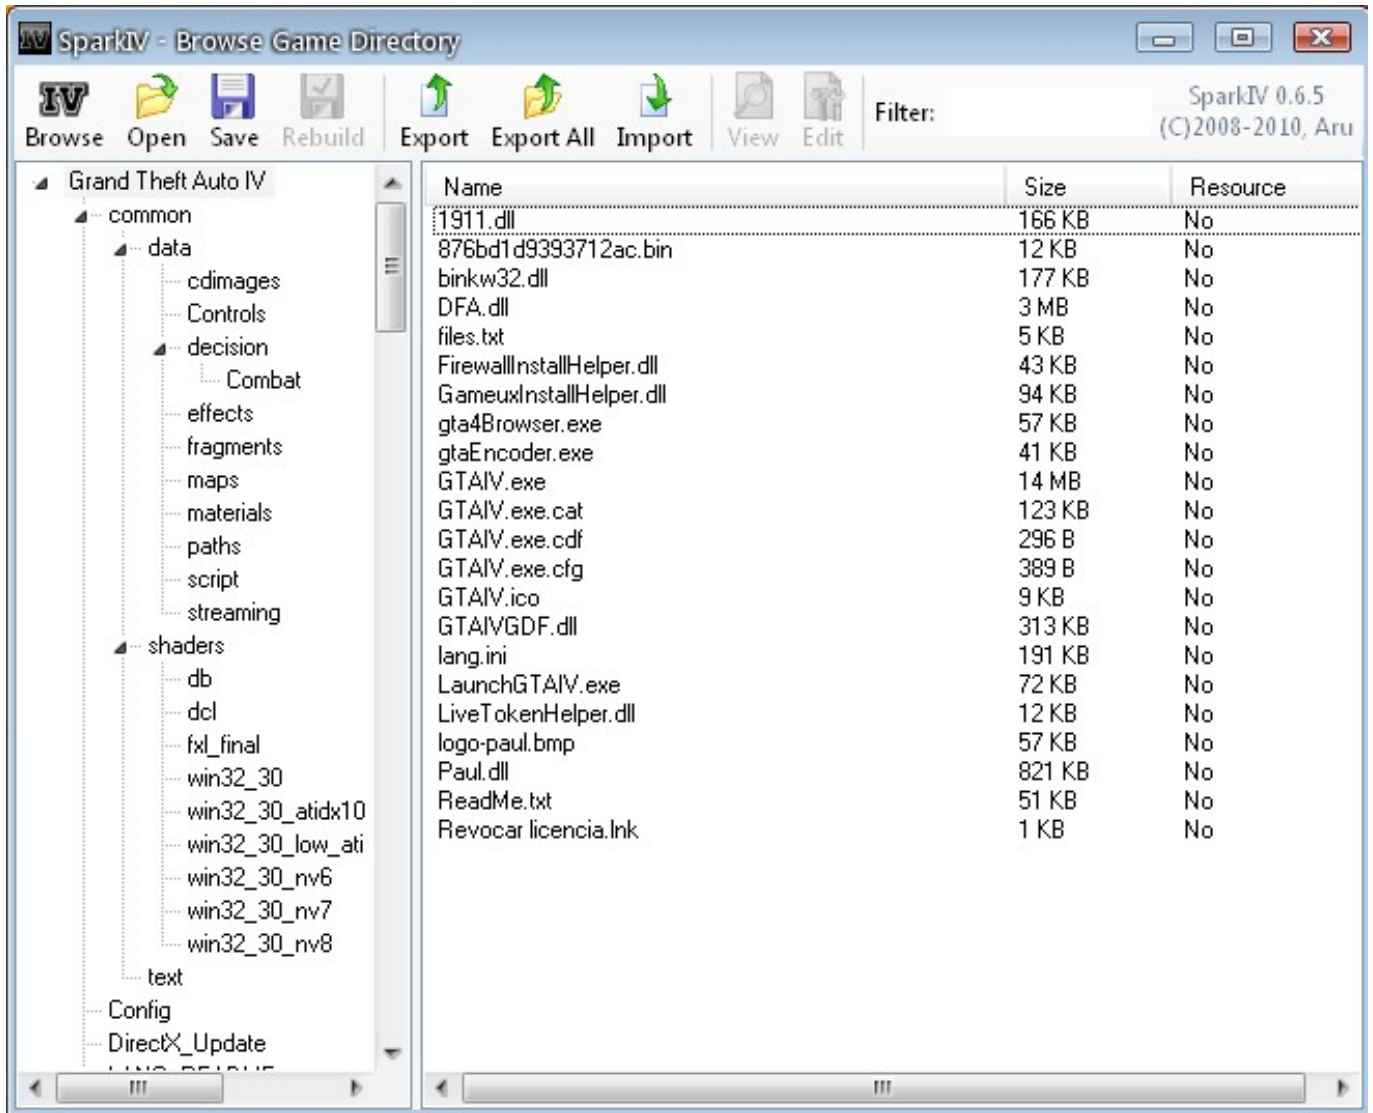 IV SparkIV - Browse Game Directory
IV Browse Open Save Rebuild Export Export All Import View Edit Filter: SparkIV 0.6.5
(C)2008-2010, Aru
Grand Theft Auto IV
common
data
cdimages
Controls
decision
Combat
effects
fragments
maps
materials
paths
script
streaming
shaders
db
dcl
fxl_final
win32_30
win32_30_atidx10
win32_30_low_ati
win32_30_nv6
win32_30_nv7
win32_30_nv8
text
Config
DirectX_Update
Name Size Resource
1911.dll 166 KB No
876bd1d9393712ac.bin 12 KB No
binkw32.dll 177 KB No
DFA.dll 3 MB No
files.txt 5 KB No
FirewallInstallHelper.dll 43 KB No
GameuxInstallHelper.dll 94 KB No
gta4Browser.exe 57 KB No
gtaEncoder.exe 41 KB No
GTAIV.exe 14 MB No
GTAIV.exe.cat 123 KB No
GTAIV.exe.cdf 296 B No
GTAIV.exe.cfg 389 B No
GTAIV.ico 9 KB No
GTAIVGDF.dll 313 KB No
lang.ini 191 KB No
LaunchGTAIV.exe 72 KB No
LiveTokenHelper.dll 12 KB No
logo-paul.bmp 57 KB No
Paul.dll 821 KB No
ReadMe.txt 51 KB No
Revocar licencia.lnk 1 KB No